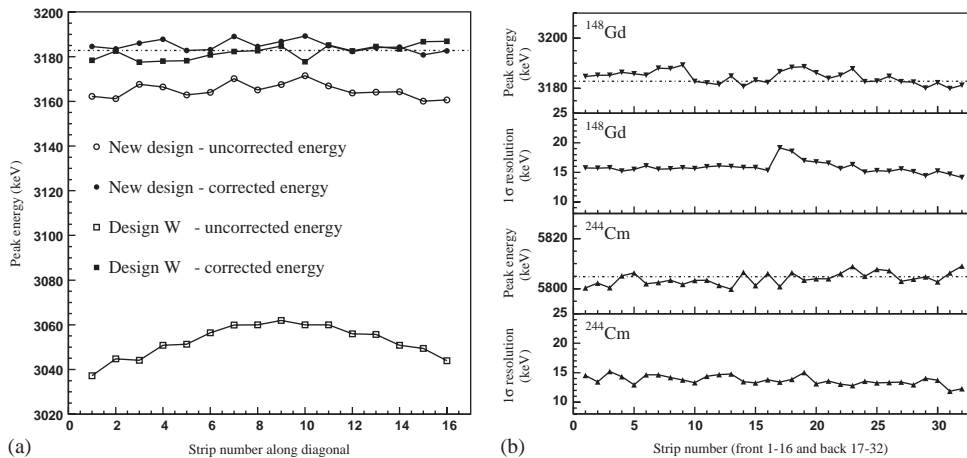 3200
3180
3160
3140
3120
3100
3080
3060
3040
3020
Peak energy (keV)
New design - uncorrected energy
New design - corrected energy
Design W - uncorrected energy
Design W - corrected energy
0 2 4 6 8 10 12 14 16
Strip number along diagonal
(a)
3200
3180
25
Peak energy
(keV)
148Gd
20
15
10
1σ resolution
(keV)
148Gd
5820
5800
25
Peak energy
(keV)
244Cm
20
15
10
1σ resolution
(keV)
244Cm
0 5 10 15 20 25 30
Strip number (front 1-16 and back 17-32)
(b)